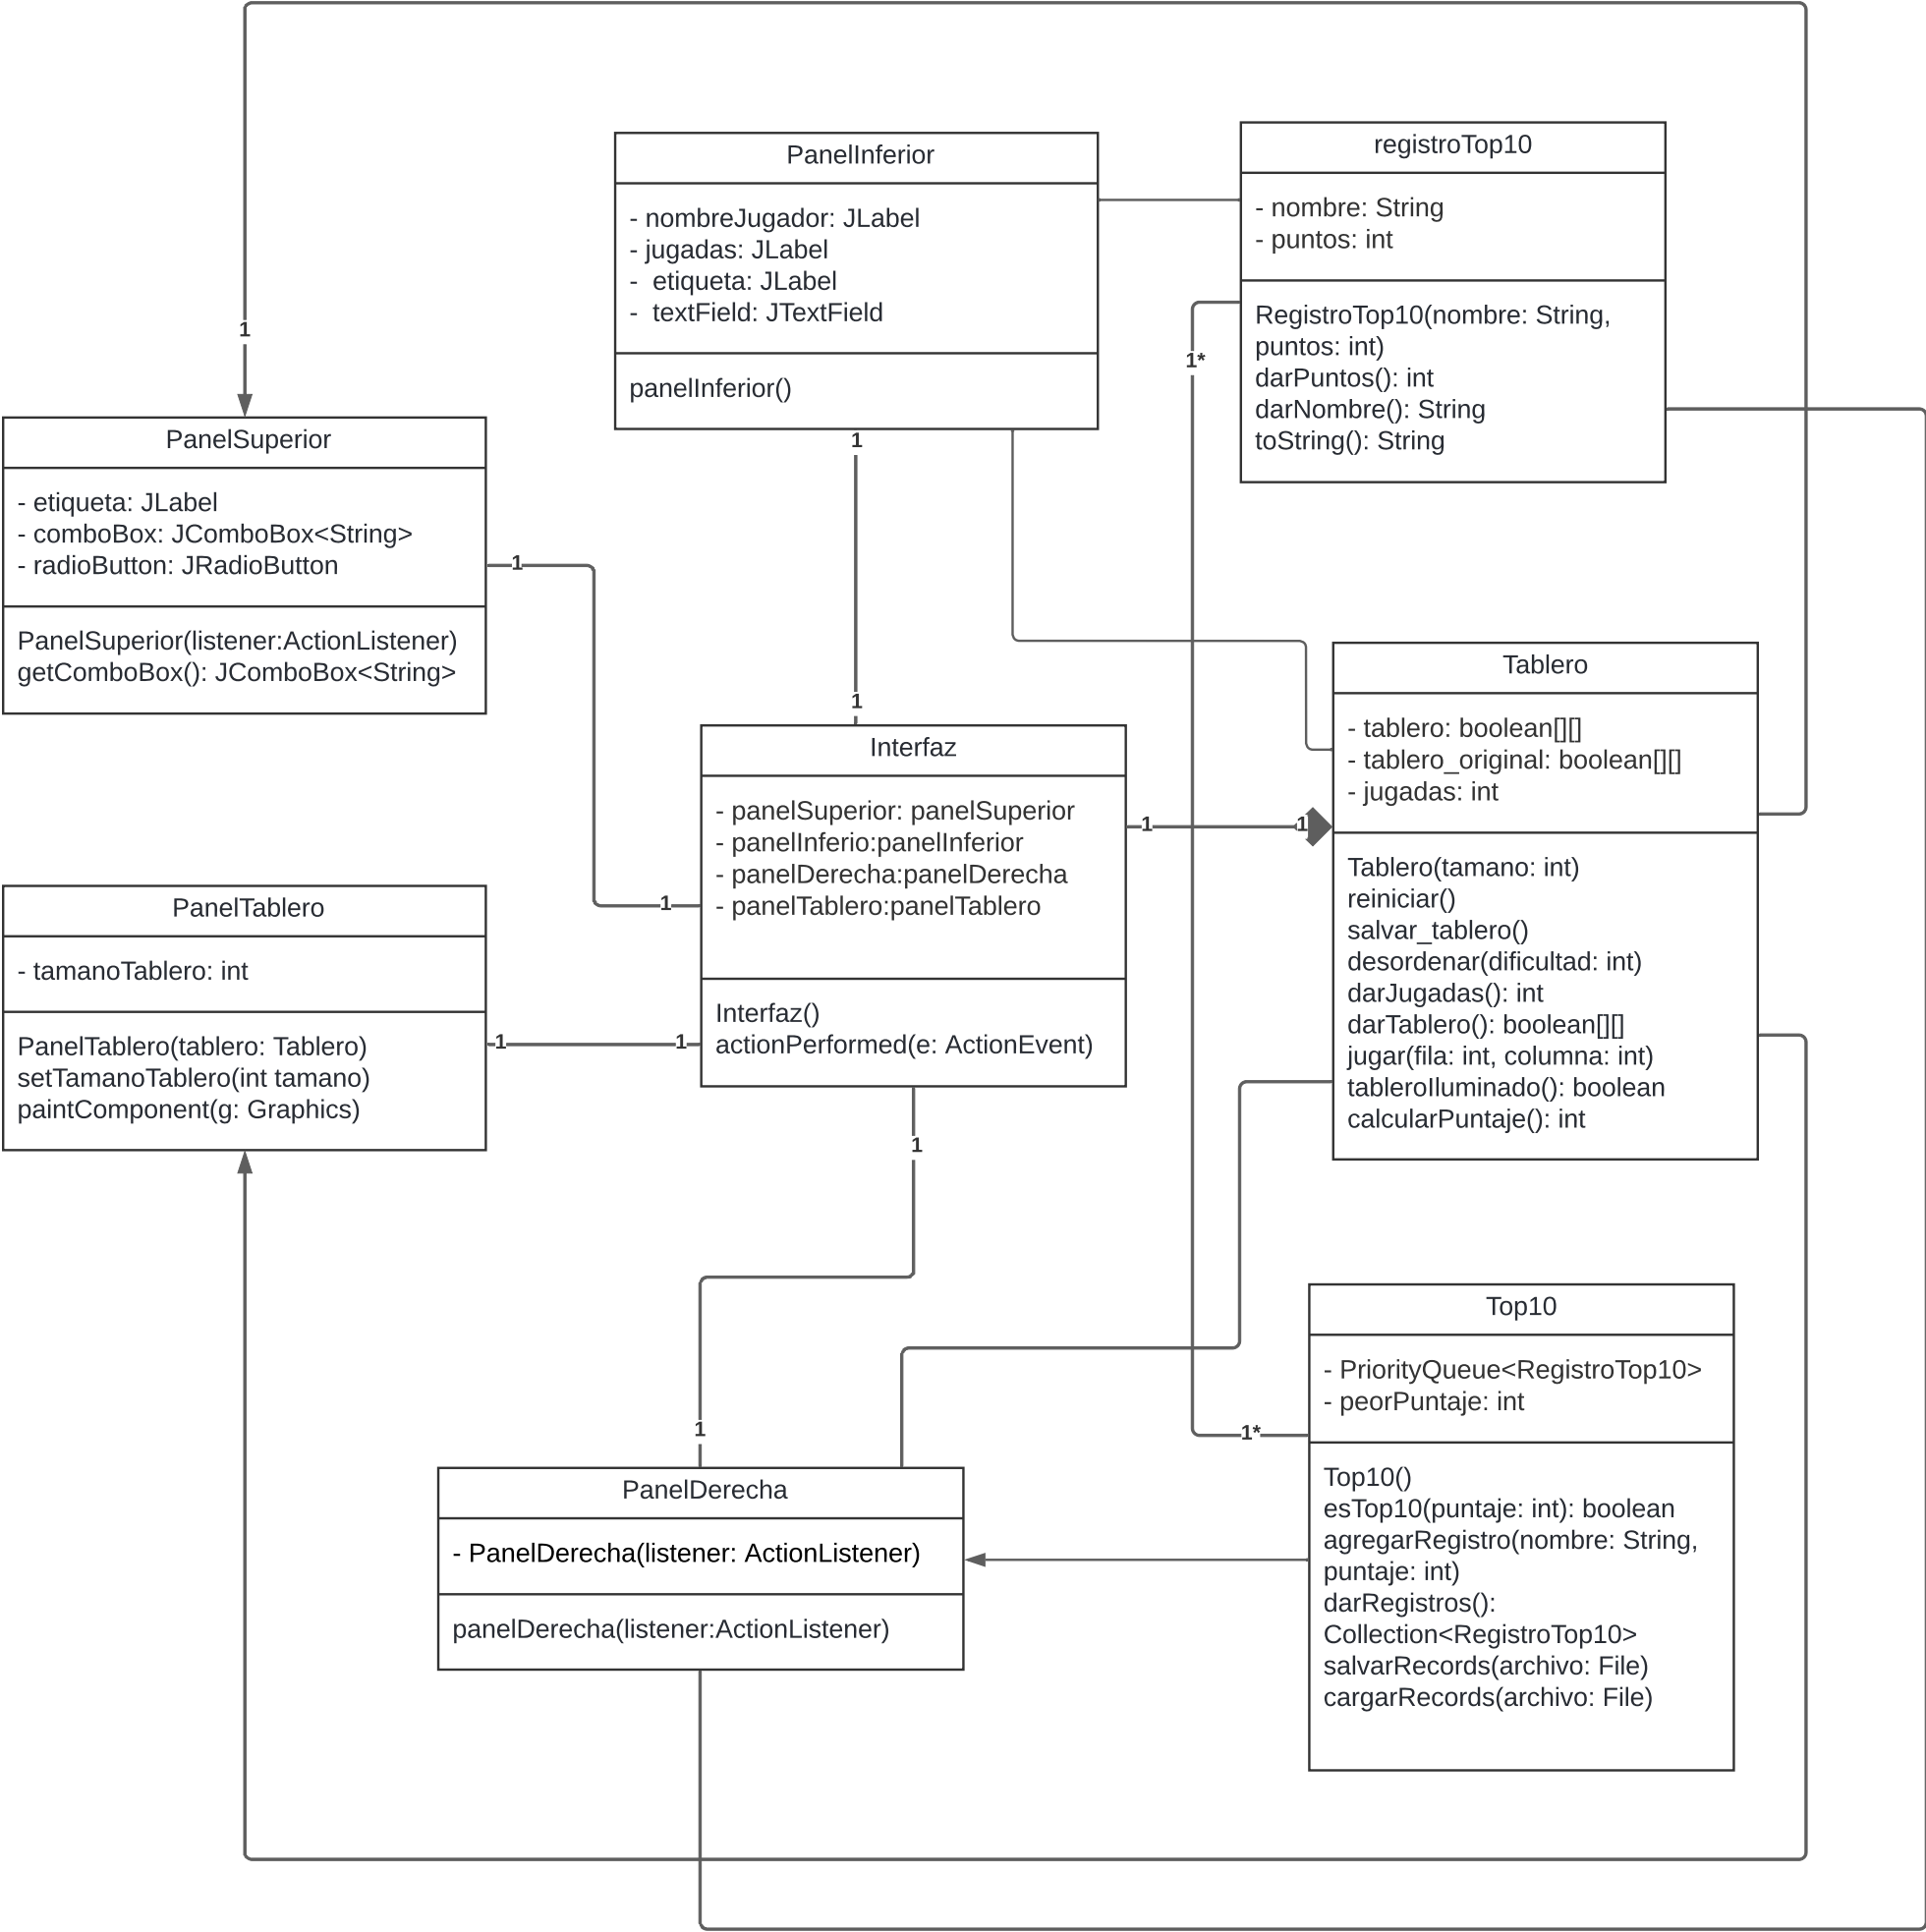 PanelInferior
- nombreJugador: JLabel
- jugadas: JLabel
-  etiqueta: JLabel
-  textField: JTextField
panelInferior()
registroTop10
- nombre: String
- puntos: int
RegistroTop10(nombre: String,
puntos: int)
darPuntos(): int
darNombre(): String
toString(): String
1
1*
PanelSuperior
- etiqueta: JLabel
- comboBox: JComboBox<String>
- radioButton: JRadioButton
PanelSuperior(listener:ActionListener)
getComboBox(): JComboBox<String>
1
1
1
1
Interfaz
- panelSuperior: panelSuperior
- panelInferio:panelInferior
- panelDerecha:panelDerecha
- panelTablero:panelTablero
Interfaz()
actionPerformed(e: ActionEvent)
1
1
Tablero
- tablero: boolean[][]
- tablero_original: boolean[][]
- jugadas: int
Tablero(tamano: int)
reiniciar()
salvar_tablero()
desordenar(dificultad: int)
darJugadas(): int
darTablero(): boolean[][]
jugar(fila: int, columna: int)
tableroIluminado(): boolean
calcularPuntaje(): int
PanelTablero
- tamanoTablero: int
PanelTablero(tablero: Tablero)
setTamanoTablero(int tamano)
paintComponent(g: Graphics)
1
1
1
1
1*
Top10
- PriorityQueue<RegistroTop10>
- peorPuntaje: int
Top10()
esTop10(puntaje: int): boolean
agregarRegistro(nombre: String,
puntaje: int)
darRegistros():
Collection<RegistroTop10>
salvarRecords(archivo: File)
cargarRecords(archivo: File)
PanelDerecha
- PanelDerecha(listener: ActionListener)
panelDerecha(listener:ActionListener)